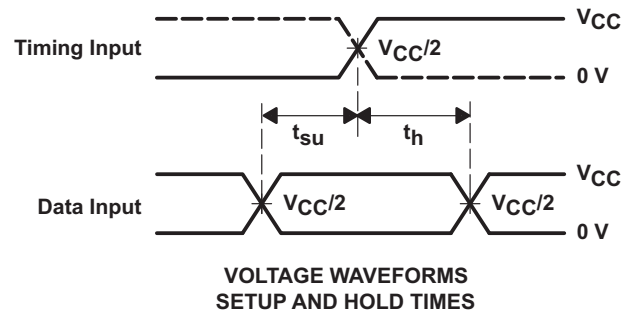 VCC
Timing Input
VCC/2
0 V
tsu
th
VCC
Data Input
VCC/2
VCC/2
0 V
VOLTAGE WAVEFORMS
SETUP AND HOLD TIMES